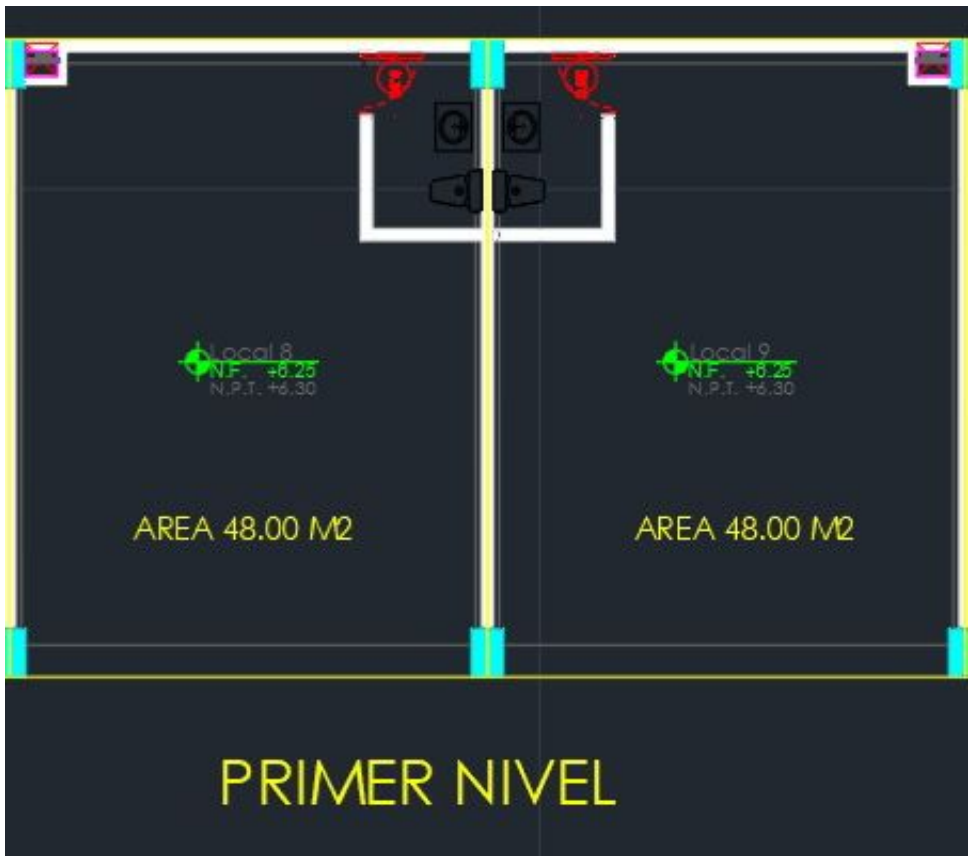 Local 8
N.F. +6.25
N.P.T. +6.30
Local 9
N.F. +6.25
N.P.T. +6.30
AREA 48.00 M2
AREA 48.00 M2
PRIMER NIVEL